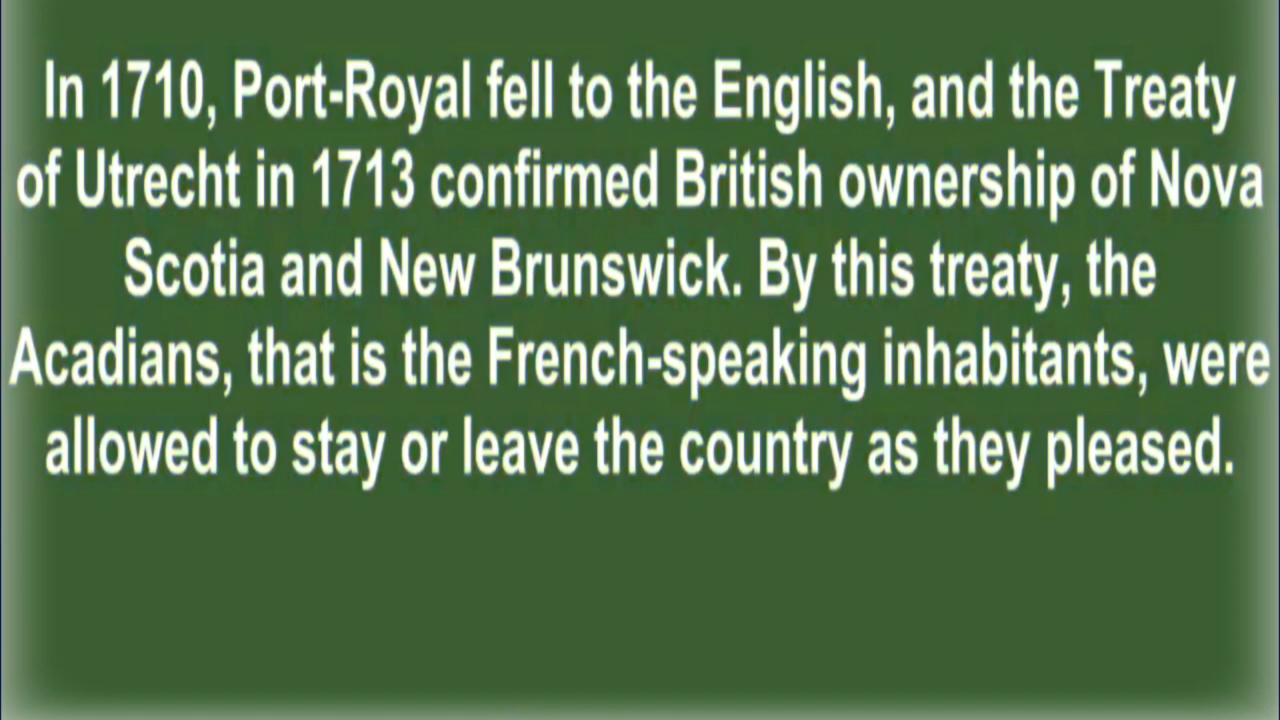 In 1710, Port-Royal fell to the English, and the Treaty
of Utrecht in 1713 confirmed British ownership of Nova
Scotia and New Brunswick. By this treaty, the
Acadians, that is the French-speaking inhabitants, were
allowed to stay or leave the country as they pleased.